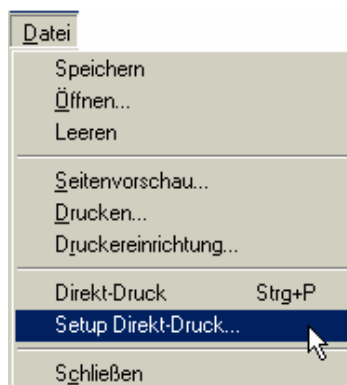 Datei
Speichern
Öffnen...
Leeren
Seitenvorschau...
Drucken...
Druckereinrichtung...
Direkt-Druck Strg+P
Setup Direkt-Druck...
Schließen